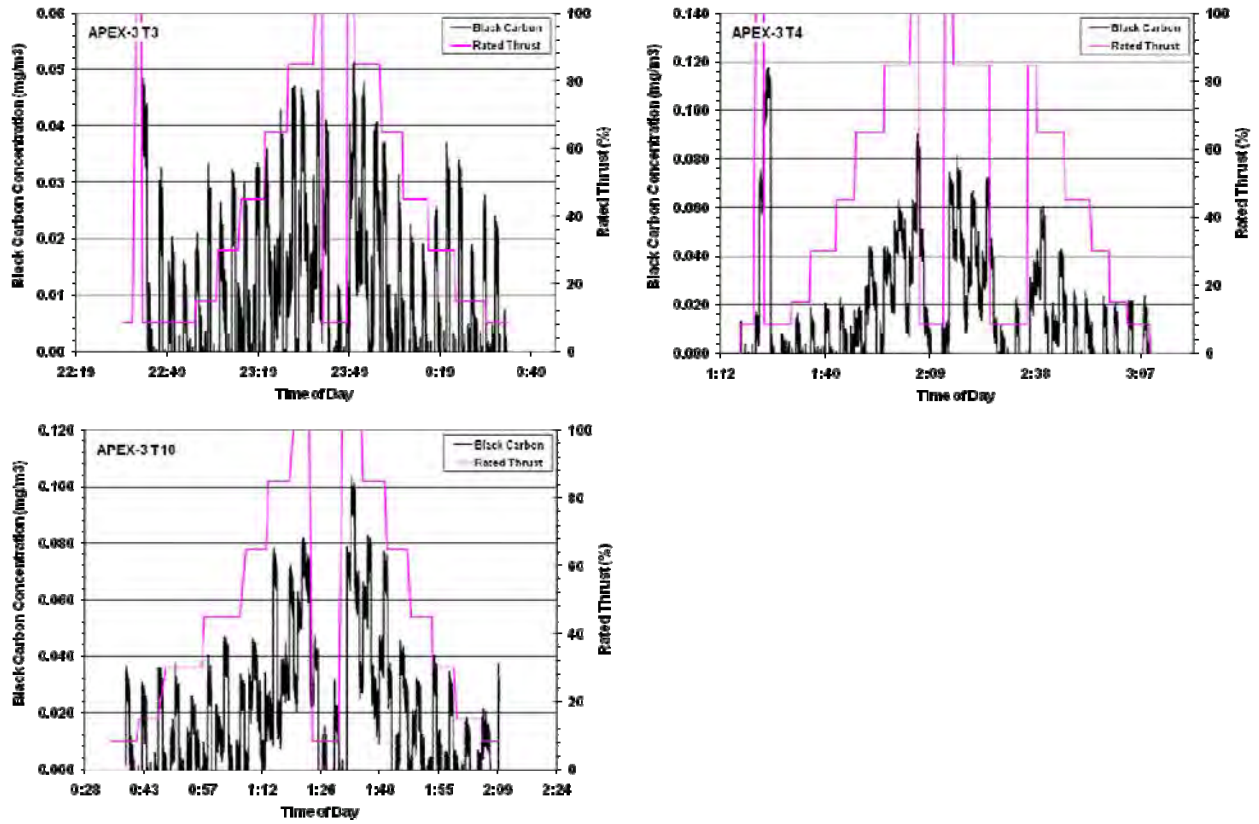 APEX-3 T3
Black Carbon
Rated Thrust
Black Carbon Concentration (mg/m3)
0.06
0.05
0.04
0.03
0.02
0.01
0.00
100
80
60
40
20
0
Rated Thrust (%)
22:19 22:49 23:19 23:49 0:19 0:49
Time of Day
APEX-3 T4
Black Carbon
Rated Thrust
Black Carbon Concentration (mg/m3)
0.140
0.120
0.100
0.080
0.060
0.040
0.020
0.000
100
80
60
40
20
0
Rated Thrust (%)
1:12 1:40 2:09 2:38 3:07
Time of Day
APEX-3 T10
Black Carbon
Rated Thrust
Black Carbon Concentration (mg/m3)
0.120
0.100
0.080
0.060
0.040
0.020
0.000
100
80
60
40
20
0
Rated Thrust (%)
0:28 0:43 0:57 1:12 1:26 1:40 1:55 2:09 2:24
Time of Day